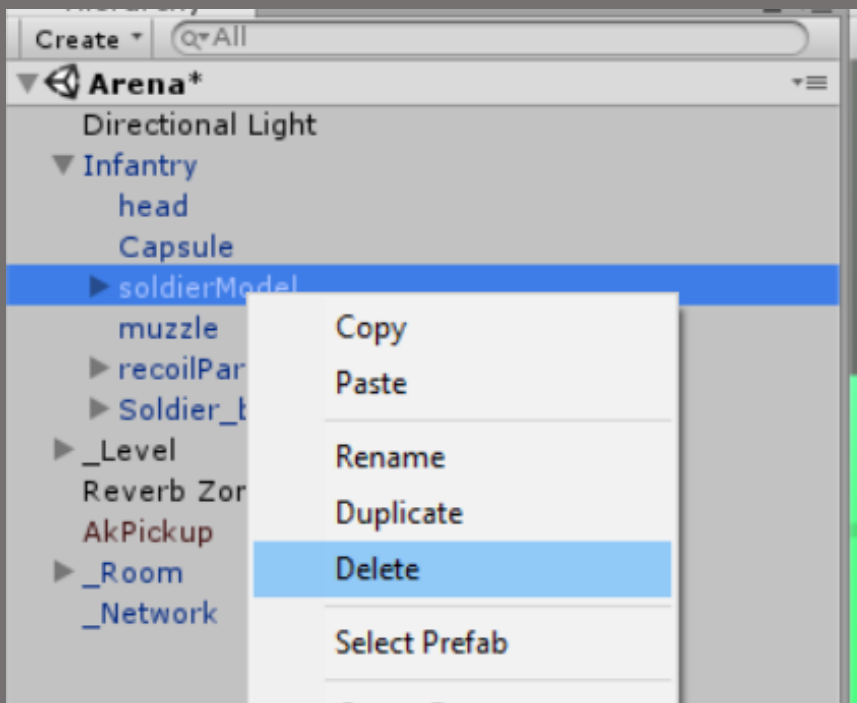 Create
All
Arena*
Directional Light
Infantry
head
Capsule
soldierModel
muzzle
_Level
Reverb
AkPickup
_Room
_Network
Copy
Paste
Rename
Duplicate
Delete
Select Prefab